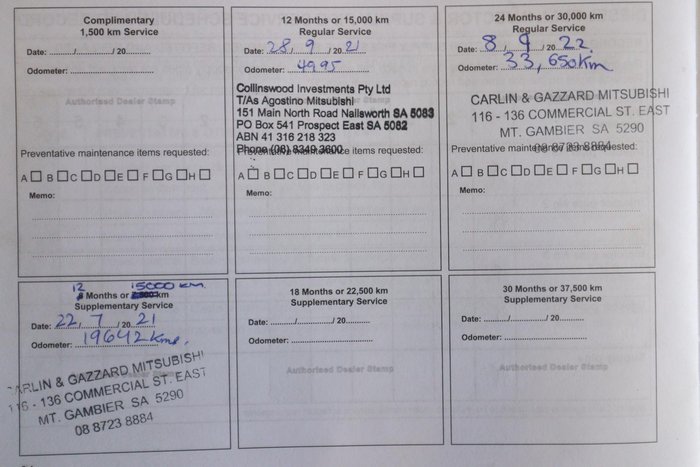 Complimentary
1,500 km Service
Date: ........../........../ 20..........
Odometer: ..............................
Preventative maintenance items requested:
A☐ B☐ C☐ D☐ E☐ F☐ G☐ H☐
Memo:
12 Months or 15,000 km
Regular Service
Date: 28, 9 / 20 21
Odometer: 4995
Collinswood Investments Pty Ltd
T/As Agostino Mitsubishi
151 Main North Road Nailsworth SA 5083
PO Box 541 Prospect East SA 5082
ABN 41 316 218 323
Phone (08) 8349 3600
Preventative maintenance items requested:
A☐ B☐ C☐ D☐ E☐ F☐ G☐ H☐
Memo:
24 Months or 30,000 km
Regular Service
Date: 8 / 9 / 20 22
Odometer: 33,650km
CARLIN & GAZZARD MITSUBISHI
116 - 136 COMMERCIAL ST. EAST
MT. GAMBIER SA 5290
08 8723 8884
Preventative maintenance items requested:
A☐ B☐ C☐ D☐ E☐ F☐ G☐ H☐
Memo:
12 15000 km
Months or km
Supplementary Service
Date: 22, 7 / 20 21
Odometer: 19642 kms
CARLIN & GAZZARD MITSUBISHI
116 - 136 COMMERCIAL ST. EAST
MT. GAMBIER SA 5290
08 8723 8884
18 Months or 22,500 km
Supplementary Service
Date: ........../........../ 20..........
Odometer: ..............................
Authorised Dealer Stamp
30 Months or 37,500 km
Supplementary Service
Date: ........../........../ 20..........
Odometer: ..............................
Authorised Dealer Stamp